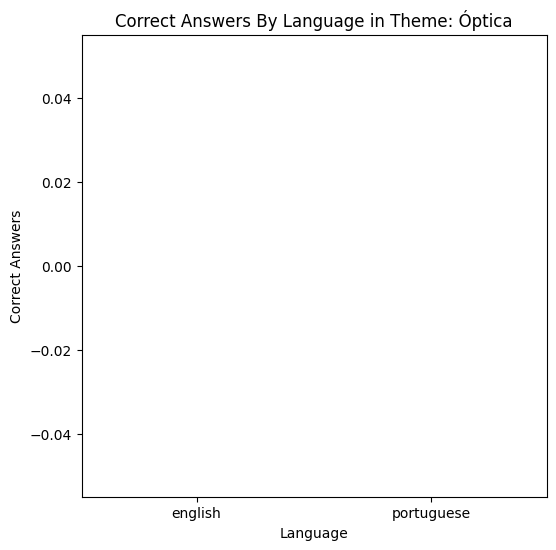 Correct Answers By Language in Theme: Óptica
0.04
0.02
0.00
−0.02
−0.04
Correct Answers
english
portuguese
Language